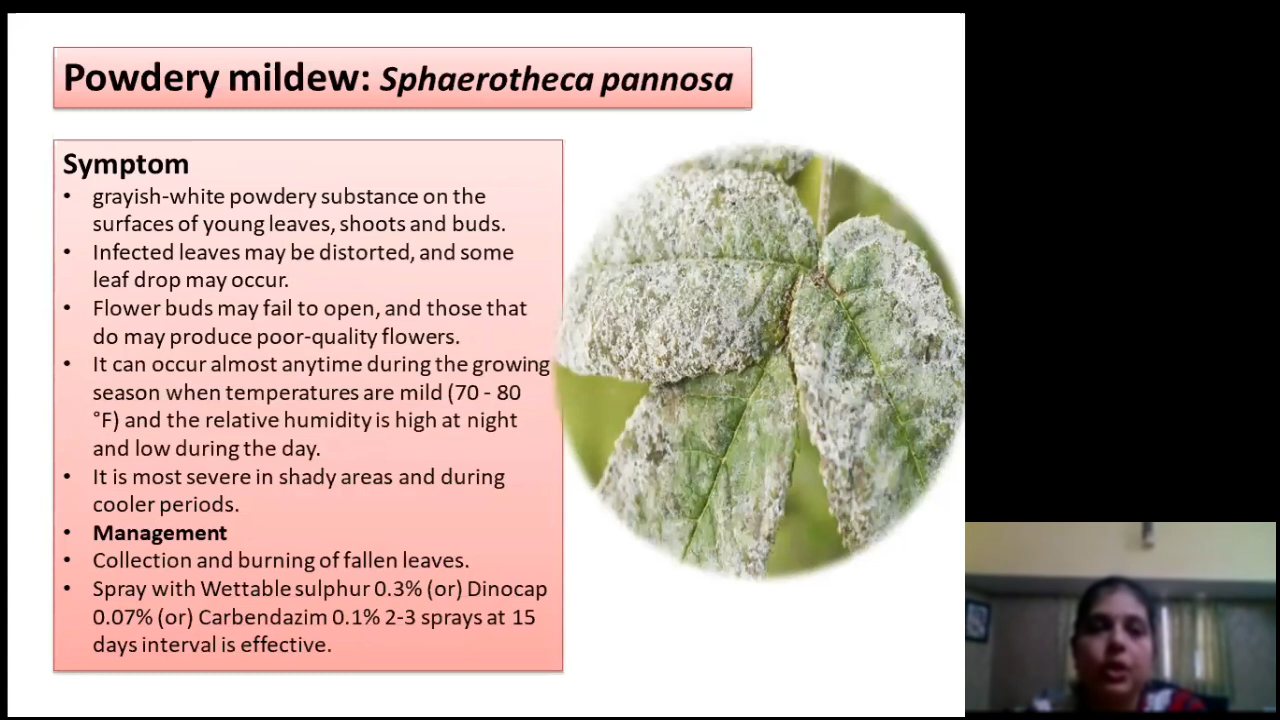 Powdery mildew: Sphaerotheca pannosa
Symptom
• grayish-white powdery substance on the
surfaces of young leaves, shoots and buds.
• Infected leaves may be distorted, and some
leaf drop may occur.
• Flower buds may fail to open, and those that
do may produce poor-quality flowers.
• It can occur almost anytime during the growing
season when temperatures are mild (70 - 80
°F) and the relative humidity is high at night
and low during the day.
• It is most severe in shady areas and during
cooler periods.
• Management
• Collection and burning of fallen leaves.
• Spray with Wettable sulphur 0.3% (or) Dinocap
0.07% (or) Carbendazim 0.1% 2-3 sprays at 15
days interval is effective.